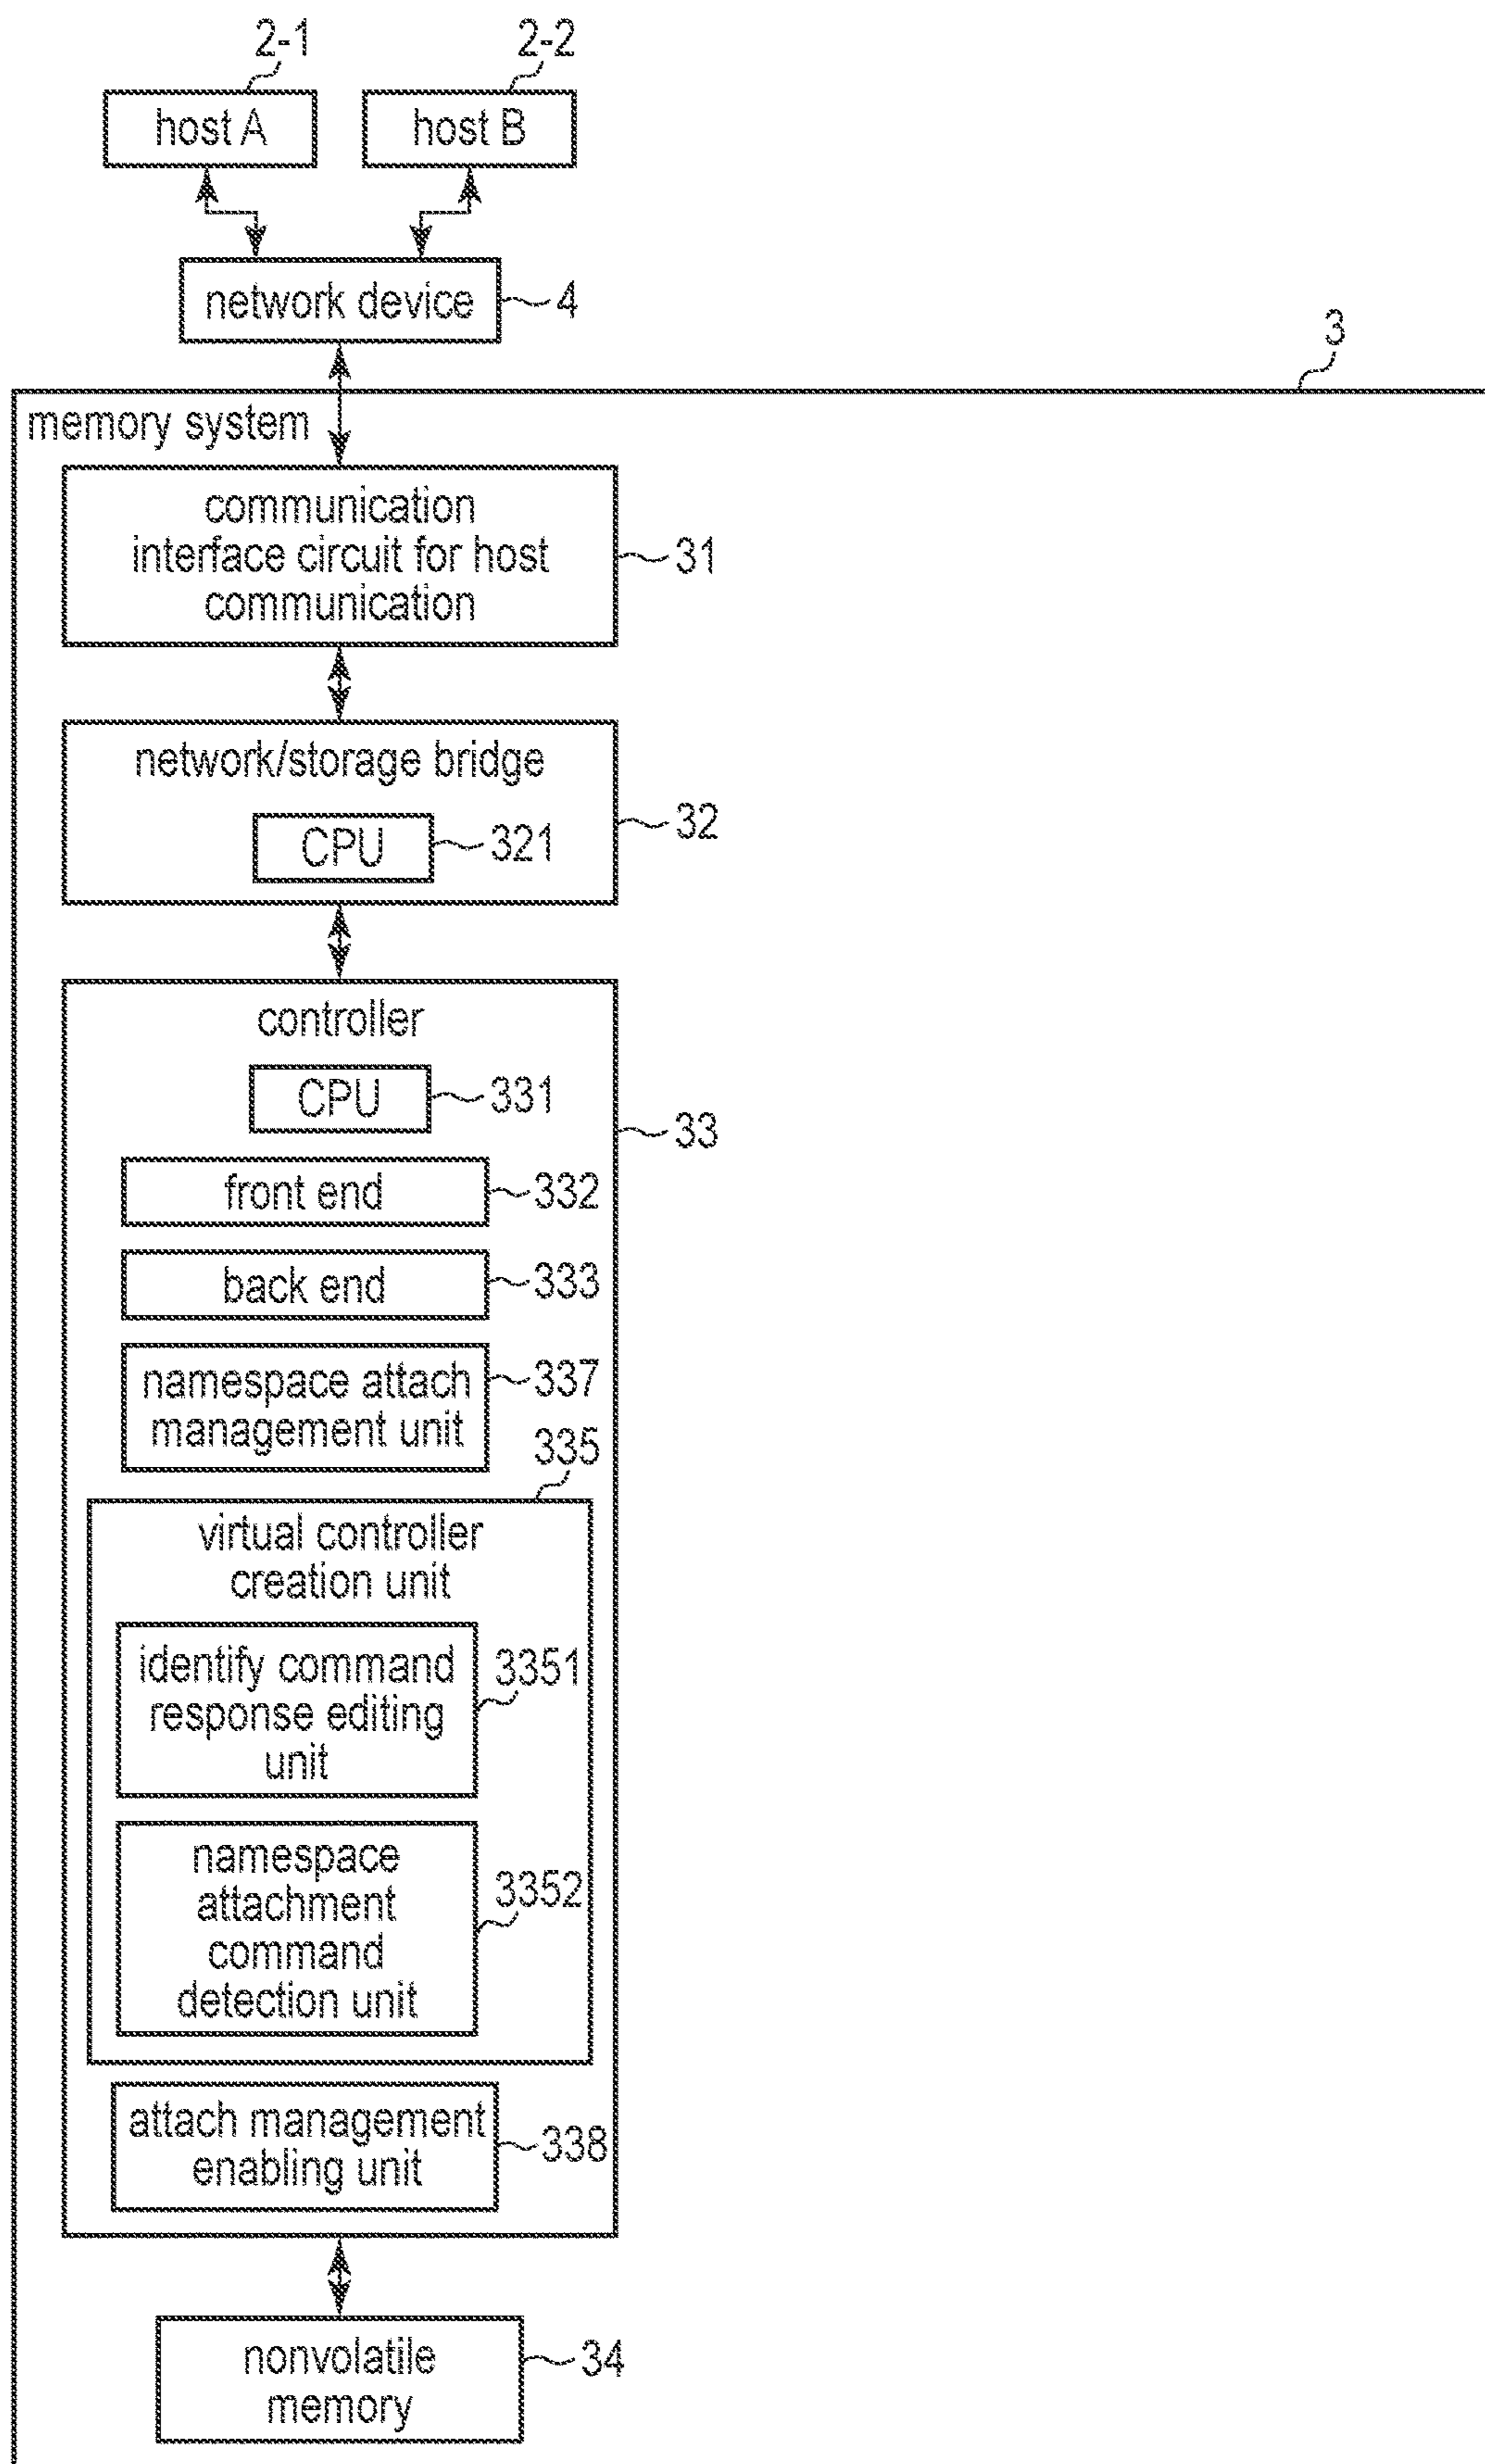 2-1
2-2
host A
host B
network device
4
3
memory system
communication
interface circuit for host
communication
31
network/storage bridge
32
CPU
321
controller
CPU
331
33
front end
332
back end
333
namespace attach
management unit
337
335
virtual controller
creation unit
identify command
response editing
unit
3351
namespace
attachment
command
detection unit
3352
attach management
enabling unit
338
nonvolatile
memory
34